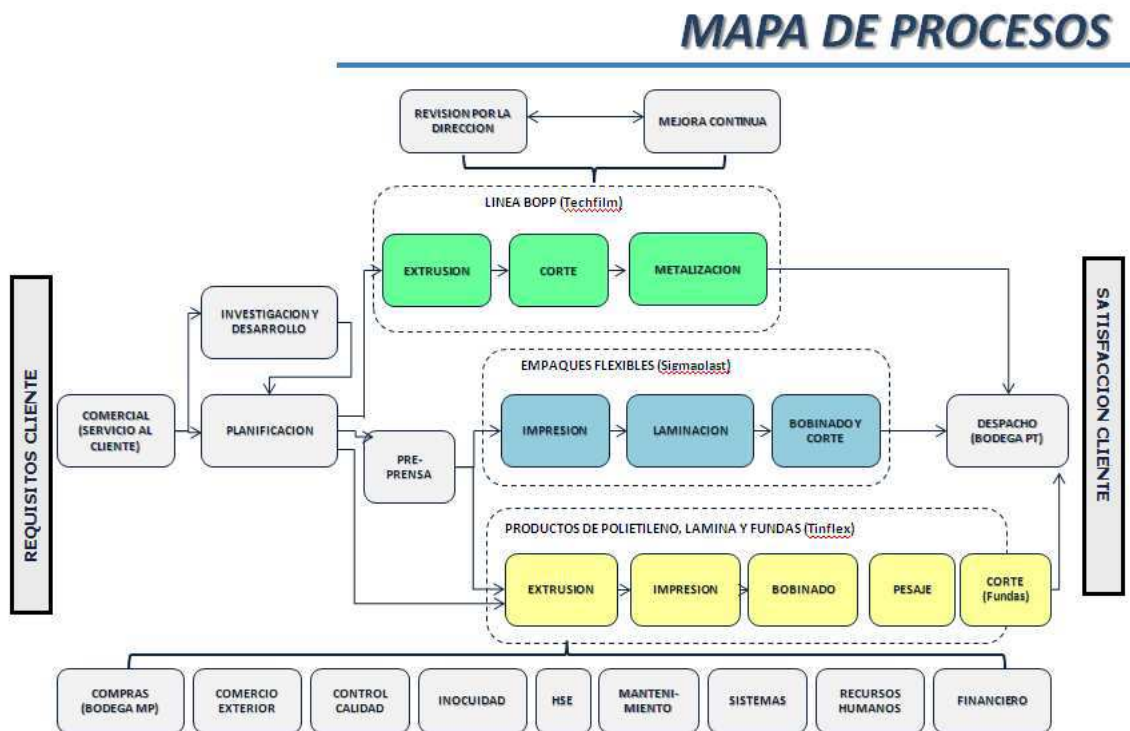 MAPA DE PROCESOS
REVISION POR LA
DIRECCION
MEJORA CONTINUA
LINEA BOPP (Techfilm)
EXTRUSION
CORTE
METALIZACION
REQUISITOS CLIENTE
INVESTIGACION Y
DESARROLLO
COMERCIAL
(SERVICIO AL
CLIENTE)
PLANIFICACION
PRE-
PRENSA
EMPAQUES FLEXIBLES (Sigmaplast)
IMPRESION
LAMINACION
BOBINADO Y
CORTE
DESPACHO
(BODEGA PT)
SATISFACCION CLIENTE
PRODUCTOS DE POLIETILENO, LAMINA Y FUNDAS (Tinflex)
EXTRUSION
IMPRESION
BOBINADO
PESAJE
CORTE
(Fundas)
COMPRAS
(BODEGA MP)
COMERCIO
EXTERIOR
CONTROL
CALIDAD
INOCUIDAD
HSE
MANTENI-
MIENTO
SISTEMAS
RECURSOS
HUMANOS
FINANCIERO